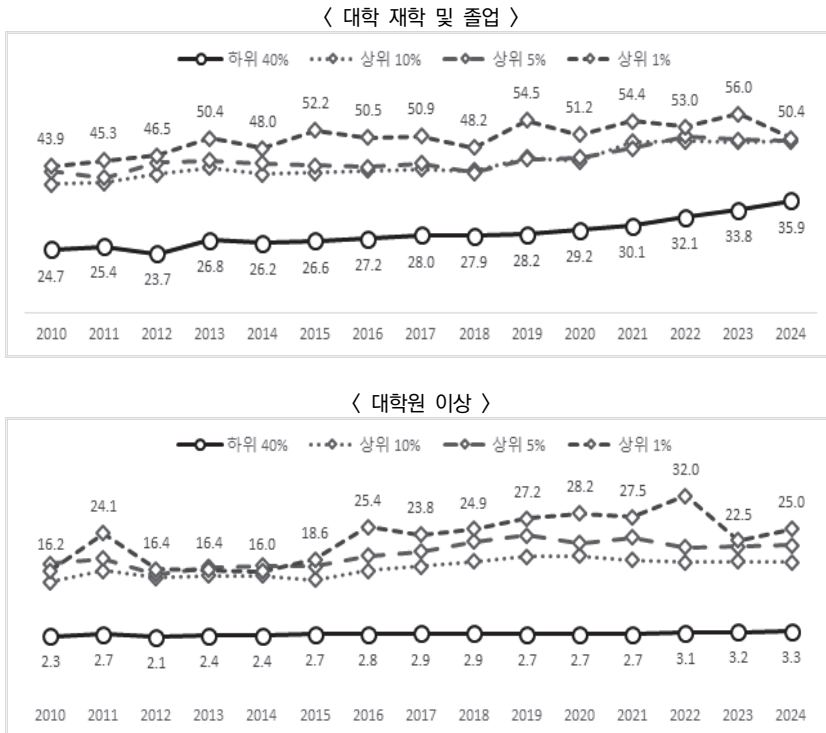 〈 대학 재학 및 졸업 〉
하위 40% 상위 10% 상위 5% 상위 1%
43.9 45.3 46.5 50.4 48.0 52.2 50.5 50.9 48.2 54.5 51.2 54.4 53.0 56.0 50.4
24.7 25.4 23.7 26.8 26.2 26.6 27.2 28.0 27.9 28.2 29.2 30.1 32.1 33.8 35.9
2010 2011 2012 2013 2014 2015 2016 2017 2018 2019 2020 2021 2022 2023 2024
〈 대학원 이상 〉
하위 40% 상위 10% 상위 5% 상위 1%
16.2 24.1 16.4 16.4 16.0 18.6 25.4 23.8 24.9 27.2 28.2 27.5 32.0 22.5 25.0
2.3 2.7 2.1 2.4 2.4 2.7 2.8 2.9 2.9 2.7 2.7 2.7 3.1 3.2 3.3
2010 2011 2012 2013 2014 2015 2016 2017 2018 2019 2020 2021 2022 2023 2024